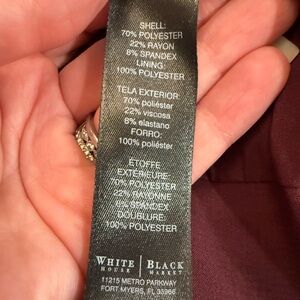 SHELL:
70% POLYESTER
22% RAYON
8% SPANDEX
LINING:
100% POLYESTER
TELA EXTERIOR:
70% poliéster
22% viscosa
8% elastano
FORRO:
100% poliéster
ÉTOFFE
EXTÉRIEURE:
70% POLYESTER
22% RAYONNE
8% SPANDEX
DOUBLURE:
100% POLYESTER
WHITE | BLACK
HOUSE MARKET
11215 METRO PARKWAY
FORT MYERS, FL 33966